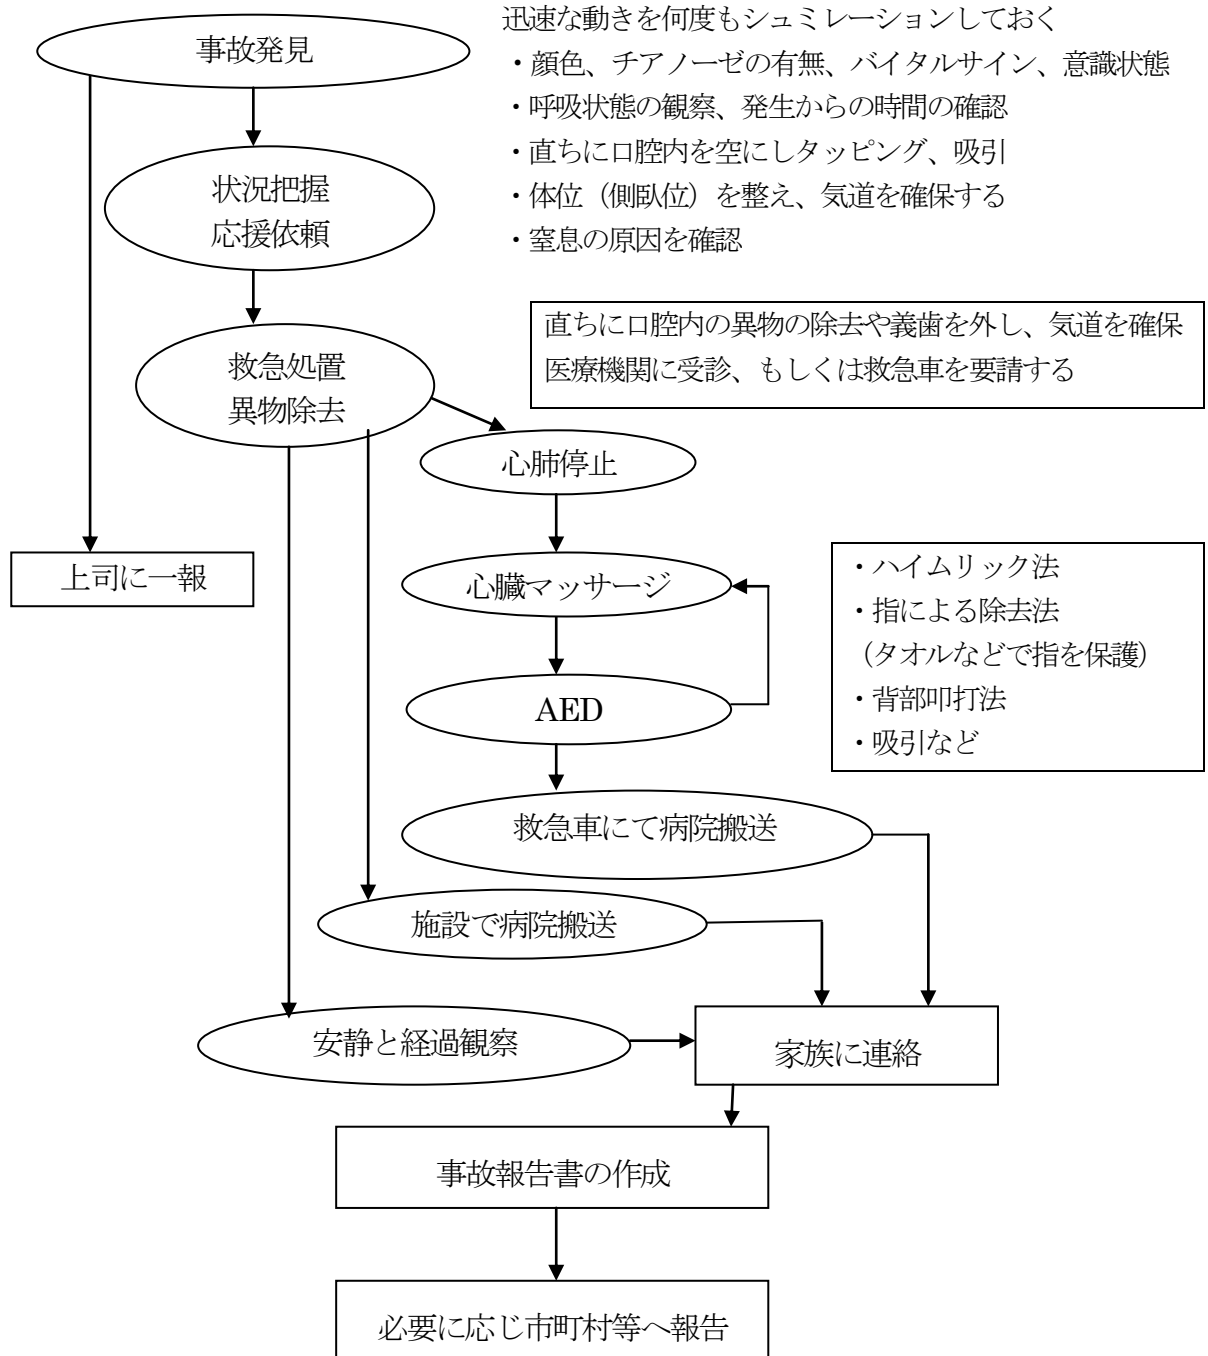 迅速な動きを何度もシュミレーションしておく
事故発見
・顔色、チアノーゼの有無、バイタルサイン、意識状態
・呼吸状態の観察、発生からの時間の確認
・直ちに口腔内を空にしタッピング、吸引
・体位（側臥位）を整え、気道を確保する
・窒息の原因を確認
状況把握
応援依頼
直ちに口腔内の異物の除去や義歯を外し、気道を確保
医療機関に受診、もしくは救急車を要請する
救急処置
異物除去
心肺停止
上司に一報
心臓マッサージ
・ハイムリック法
・指による除去法
（タオルなどで指を保護）
・背部叩打法
・吸引など
AED
救急車にて病院搬送
施設で病院搬送
安静と経過観察
家族に連絡
事故報告書の作成
必要に応じ市町村等へ報告